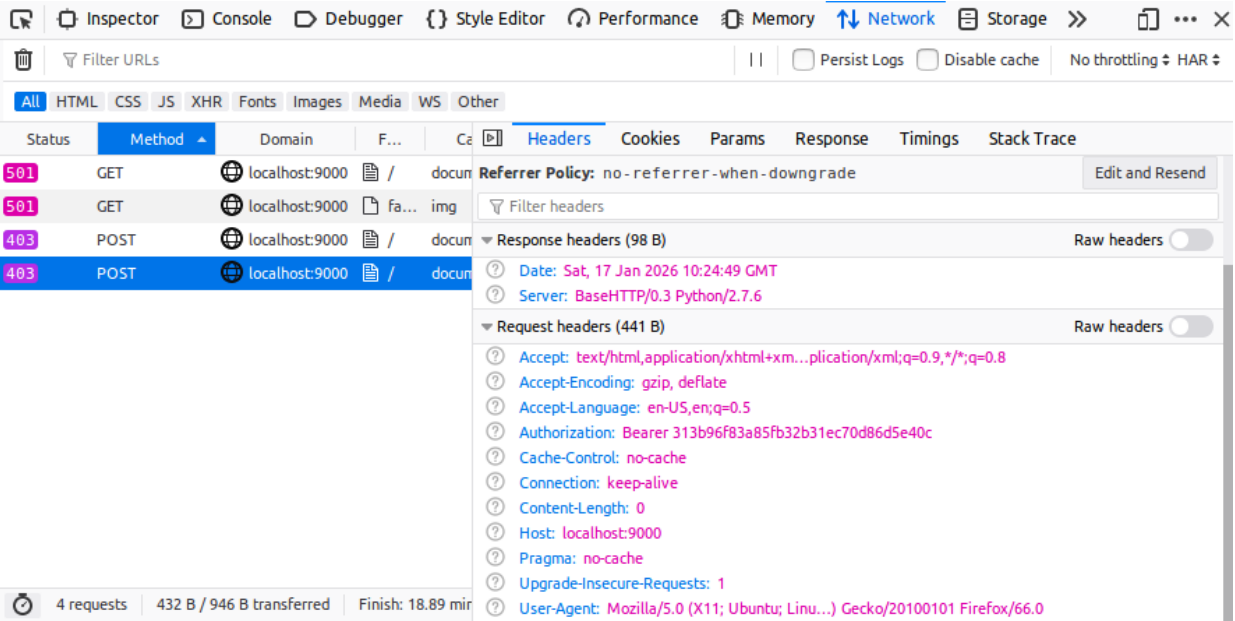 Inspector Console Debugger {} Style Editor Performance Memory Network Storage
Filter URLs Persist Logs Disable cache No throttling HAR
All HTML CSS JS XHR Fonts Images Media WS Other
Status Method Domain F... Ca
501 GET localhost:9000 / docum
501 GET localhost:9000 fa... img
403 POST localhost:9000 / docum
403 POST localhost:9000 / docum
4 requests 432 B / 946 B transferred Finish: 18.89 min
Headers Cookies Params Response Timings Stack Trace
Referrer Policy: no-referrer-when-downgrade Edit and Resend
Filter headers
Response headers (98 B) Raw headers
Date: Sat, 17 Jan 2026 10:24:49 GMT
Server: BaseHTTP/0.3 Python/2.7.6
Request headers (441 B) Raw headers
Accept: text/html,application/xhtml+xm...plication/xml;q=0.9,*/*;q=0.8
Accept-Encoding: gzip, deflate
Accept-Language: en-US,en;q=0.5
Authorization: Bearer 313b96f83a85fb32b31ec70d86d5e40c
Cache-Control: no-cache
Connection: keep-alive
Content-Length: 0
Host: localhost:9000
Pragma: no-cache
Upgrade-Insecure-Requests: 1
User-Agent: Mozilla/5.0 (X11; Ubuntu; Linu...) Gecko/20100101 Firefox/66.0